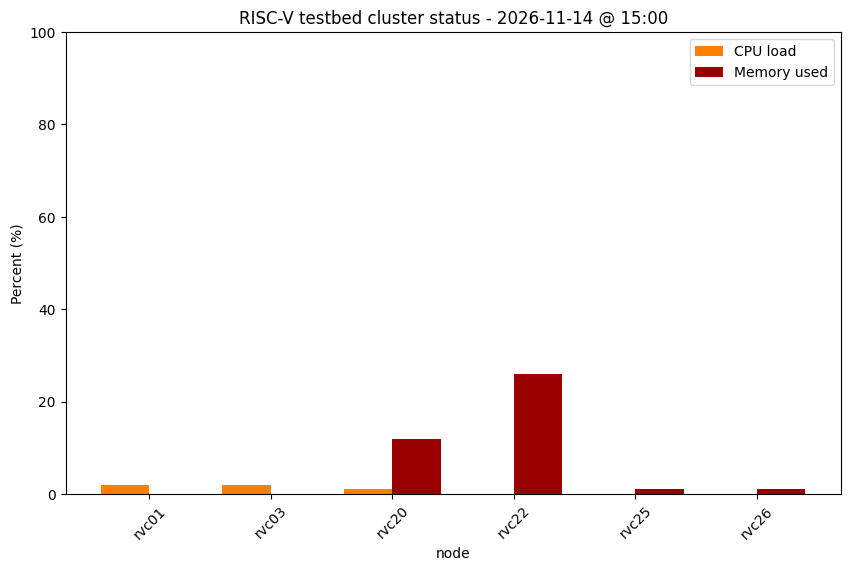 RISC-V testbed cluster status - 2026-11-14 @ 15:00
100
80
60
40
20
0
Percent (%)
CPU load
Memory used
rvc01
rvc03
rvc20
rvc22
rvc25
rvc26
node